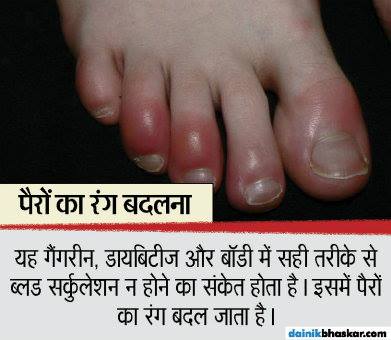 पैरों का रंग बदलना
यह गैंगरीन, डायबिटीज और बॉडी में सही तरीके से
ब्लड सर्कुलेशन न होने का संकेत होता है। इसमें पैरों
का रंग बदल जाता है।
dainikbhaskar.com